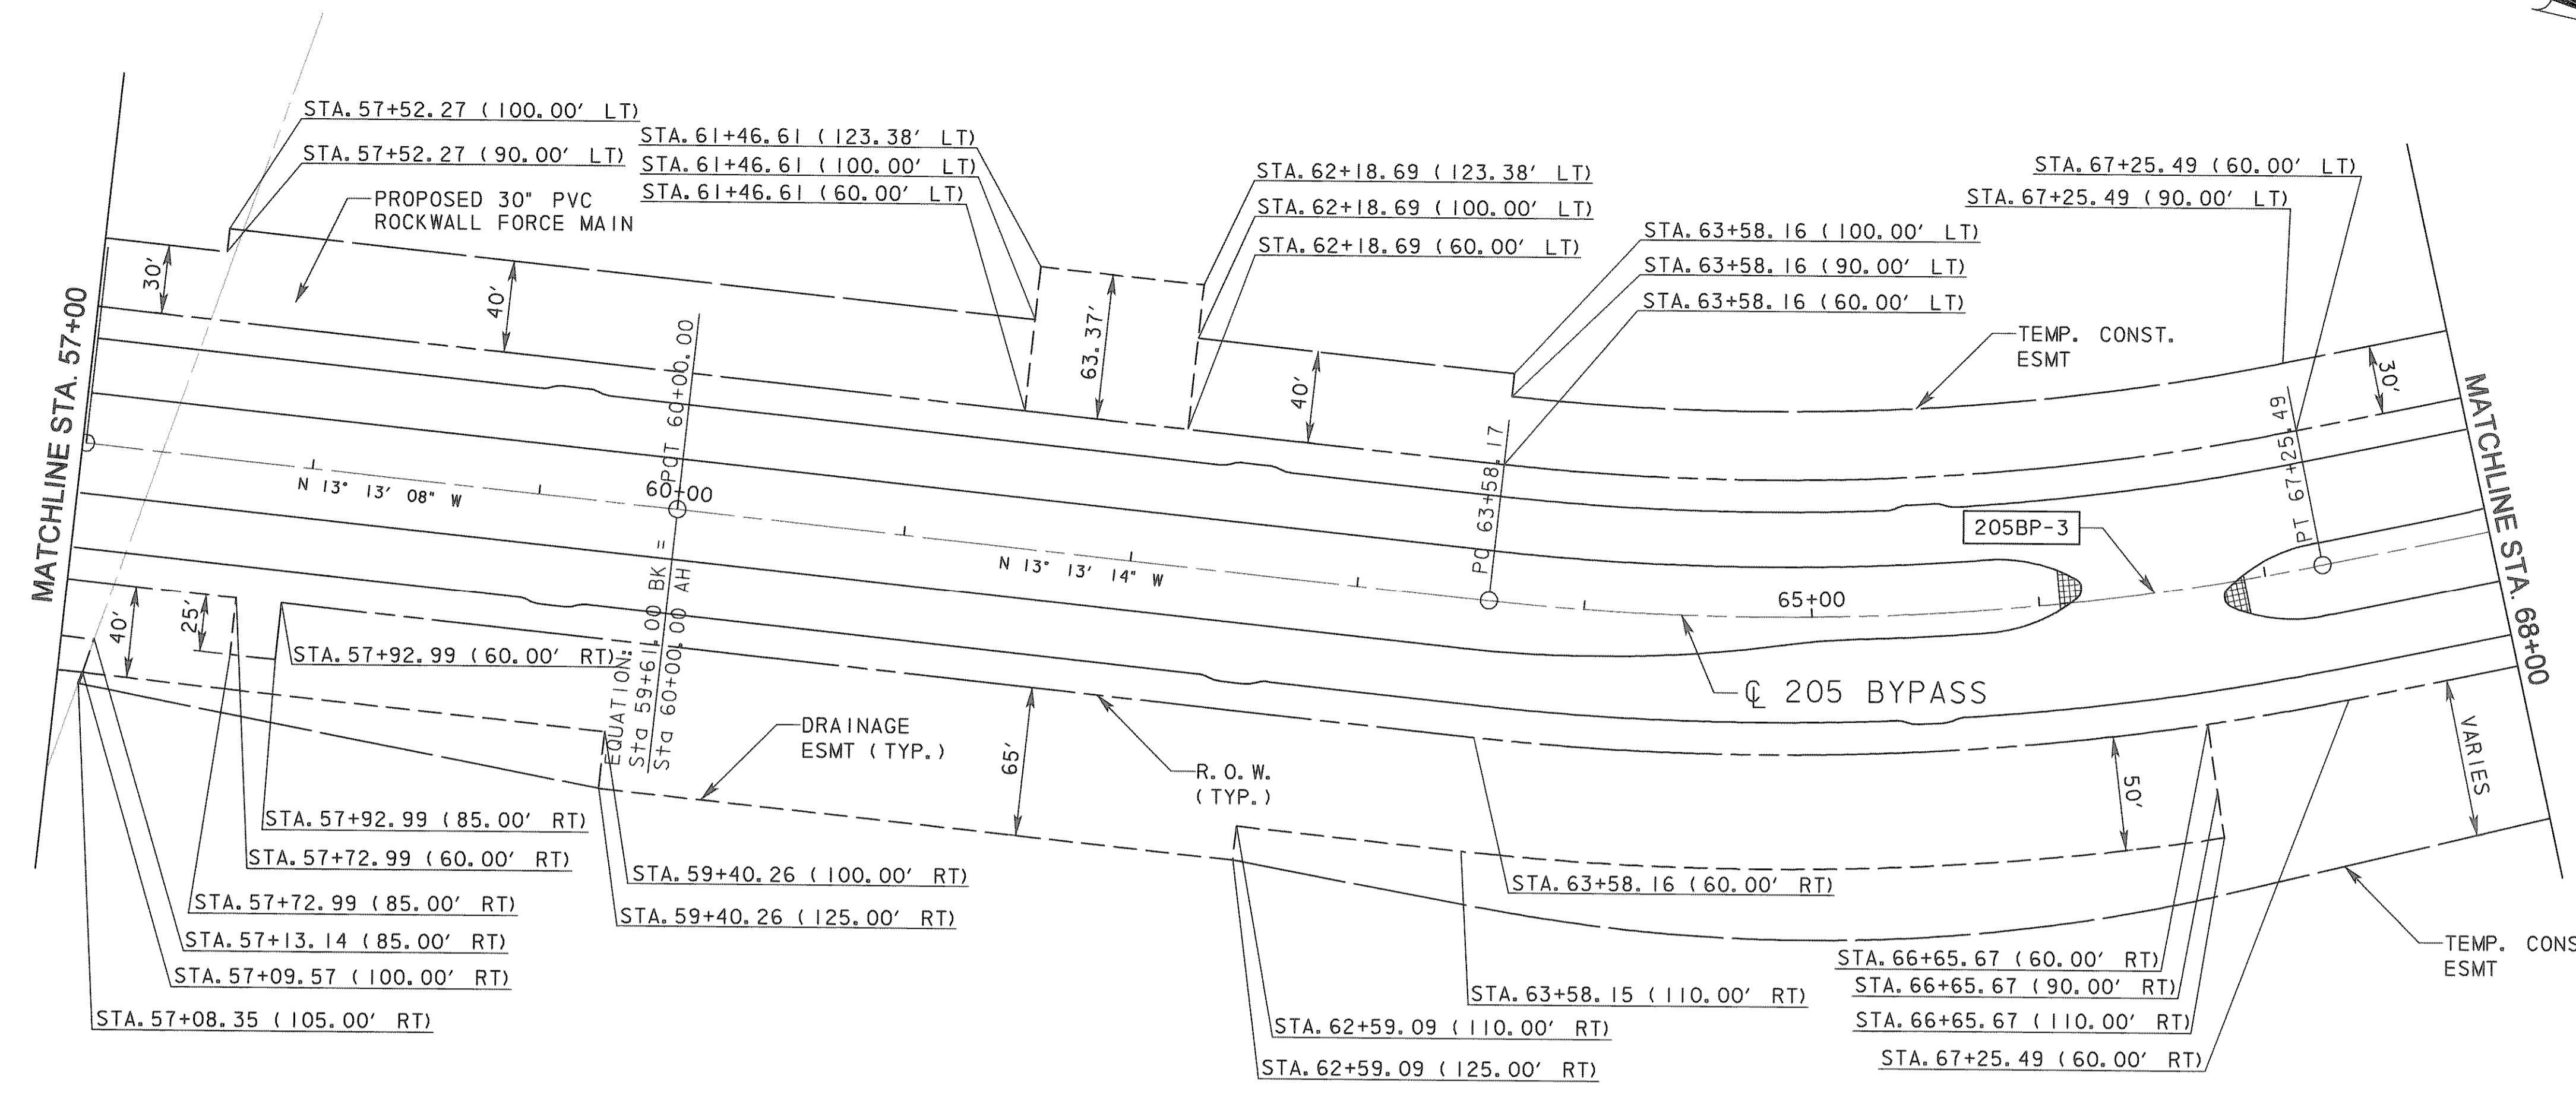 STA. 57+52.27 (100.00' LT)
STA. 57+52.27 (90.00' LT)
PROPOSED 30" PVC
ROCKWALL FORCE MAIN
STA. 61+46.61 (123.38' LT)
STA. 61+46.61 (100.00' LT)
STA. 61+46.61 (60.00' LT)
STA. 62+18.69 (123.38' LT)
STA. 62+18.69 (100.00' LT)
STA. 62+18.69 (60.00' LT)
STA. 63+58.16 (100.00' LT)
STA. 63+58.16 (90.00' LT)
STA. 63+58.16 (60.00' LT)
STA. 67+25.49 (60.00' LT)
STA. 67+25.49 (90.00' LT)
TEMP. CONST.
ESMT
30'
40'
63.37'
40'
30'
MATCHLINE STA. 57+00
MATCHLINE STA. 68+00
N 13° 13' 08" W
60+00
POT 60+00.00
EQUATION:
Sta 59+61.00 BK =
Sta 60+00.00 AH
N 13° 13' 14" W
PC 63+58.17
65+00
205BP-3
PT 67+25.49
℄ 205 BYPASS
40'
25'
STA. 57+92.99 (60.00' RT)
DRAINAGE
ESMT (TYP.)
65'
R.O.W.
(TYP.)
50'
VARIES
STA. 57+92.99 (85.00' RT)
STA. 57+72.99 (60.00' RT)
STA. 57+72.99 (85.00' RT)
STA. 57+13.14 (85.00' RT)
STA. 57+09.57 (100.00' RT)
STA. 57+08.35 (105.00' RT)
STA. 59+40.26 (100.00' RT)
STA. 59+40.26 (125.00' RT)
STA. 63+58.16 (60.00' RT)
STA. 63+58.15 (110.00' RT)
STA. 62+59.09 (110.00' RT)
STA. 62+59.09 (125.00' RT)
STA. 66+65.67 (60.00' RT)
STA. 66+65.67 (90.00' RT)
STA. 66+65.67 (110.00' RT)
STA. 67+25.49 (60.00' RT)
TEMP. CONS
ESMT